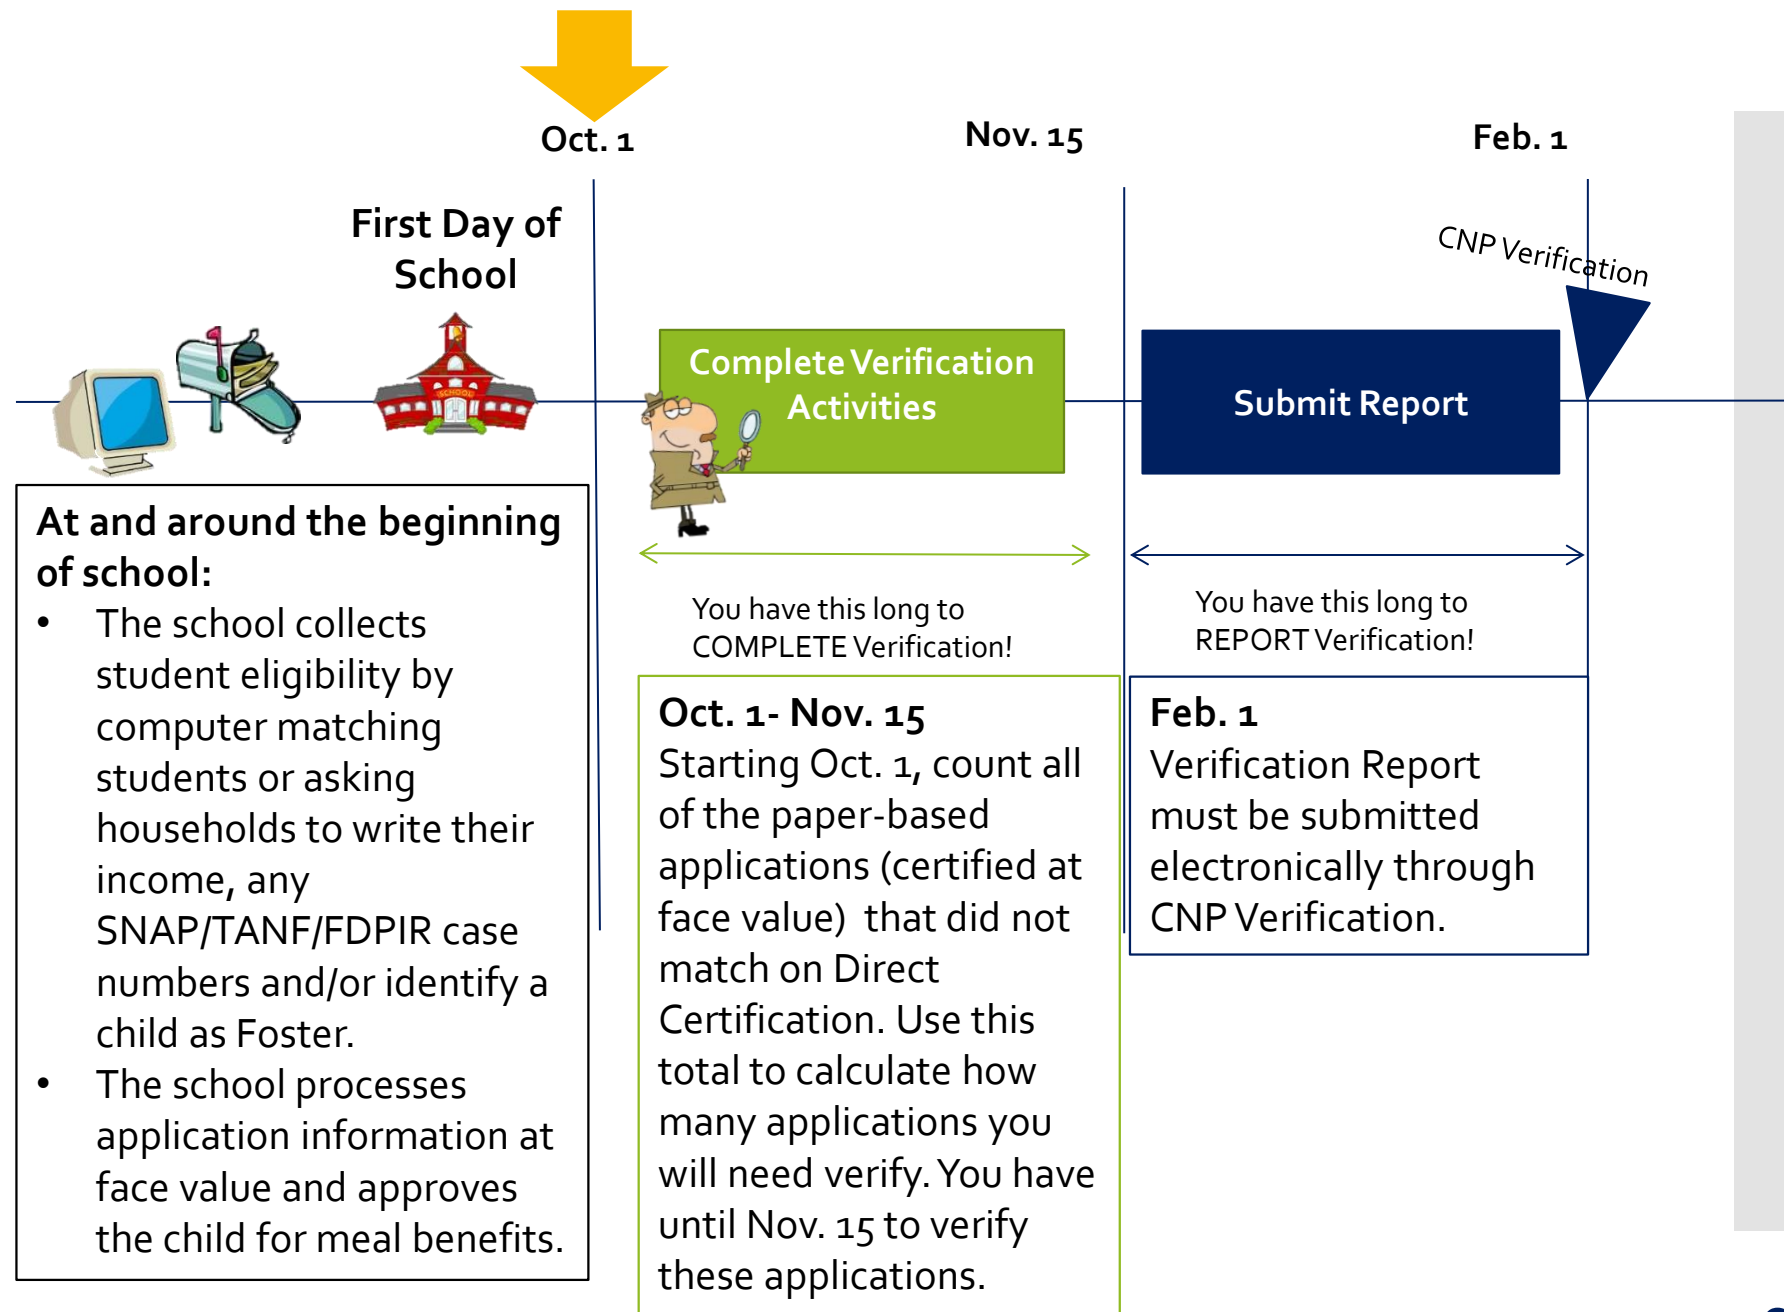 Oct. 1
Nov. 15
Feb. 1
First Day of
School
CNP Verification
SCHOOL
Complete Verification
Activities
Submit Report
At and around the beginning
of school:
• The school collects
student eligibility by
computer matching
students or asking
households to write their
income, any
SNAP/TANF/FDPIR case
numbers and/or identify a
child as Foster.
• The school processes
application information at
face value and approves
the child for meal benefits.
You have this long to
COMPLETE Verification!
Oct. 1- Nov. 15
Starting Oct. 1, count all
of the paper-based
applications (certified at
face value) that did not
match on Direct
Certification. Use this
total to calculate how
many applications you
will need verify. You have
until Nov. 15 to verify
these applications.
You have this long to
REPORT Verification!
Feb. 1
Verification Report
must be submitted
electronically through
CNP Verification.